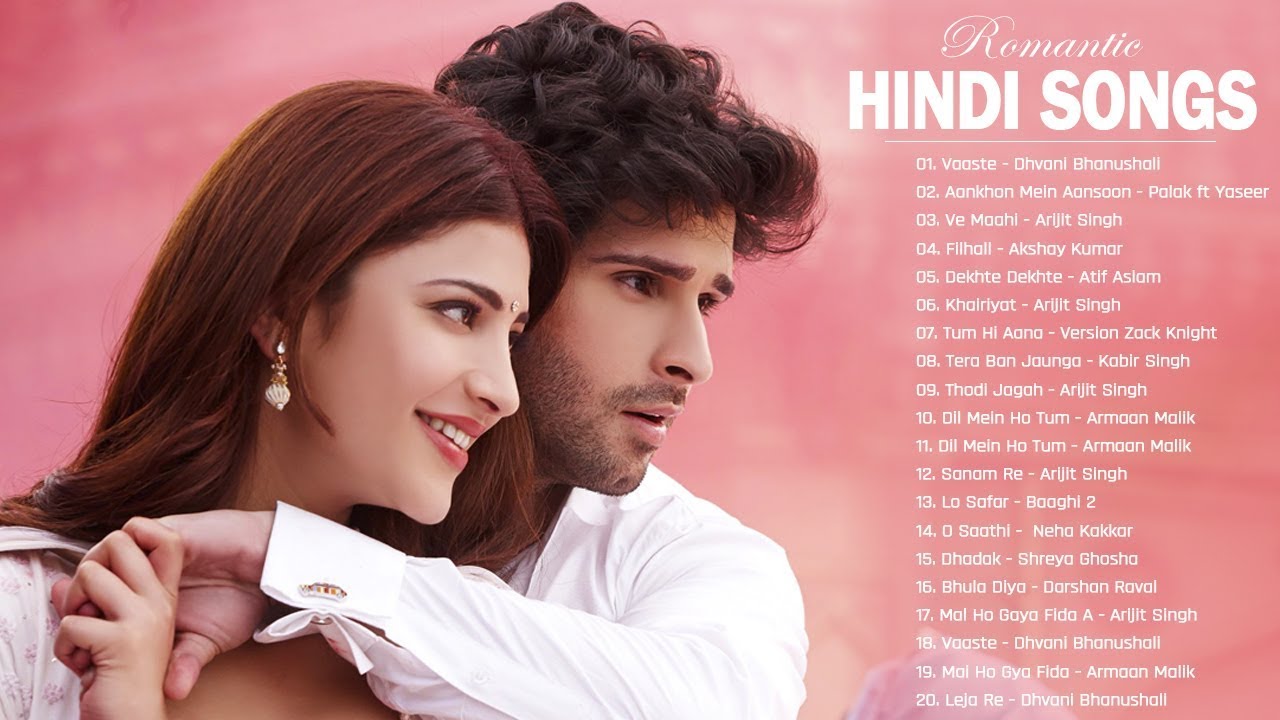 Romantic
HINDI SONGS
01. Vaaste - Dhvani Bhanushali
02. Aankhon Mein Aansoon - Palak ft Yaseer
03. Ve Maahi - Arijit Singh
04. Filhall - Akshay Kumar
05. Dekhte Dekhte - Atif Aslam
06. Khairiyat - Arijit Singh
07. Tum Hi Aana - Version Zack Knight
08. Tera Ban Jaunga - Kabir Singh
09. Thodi Jagah - Arijit Singh
10. Dil Mein Ho Tum - Armaan Malik
11. Dil Mein Ho Tum - Armaan Malik
12. Sanam Re - Arijit Singh
13. Lo Safar - Baaghi 2
14. O Saathi - Neha Kakkar
15. Dhadak - Shreya Ghosha
16. Bhula Diya - Darshan Raval
17. Mai Ho Gaya Fida A - Arijit Singh
18. Vaaste - Dhvani Bhanushali
19. Mai Ho Gya Fida - Armaan Malik
20. Leja Re - Dhvani Bhanushali